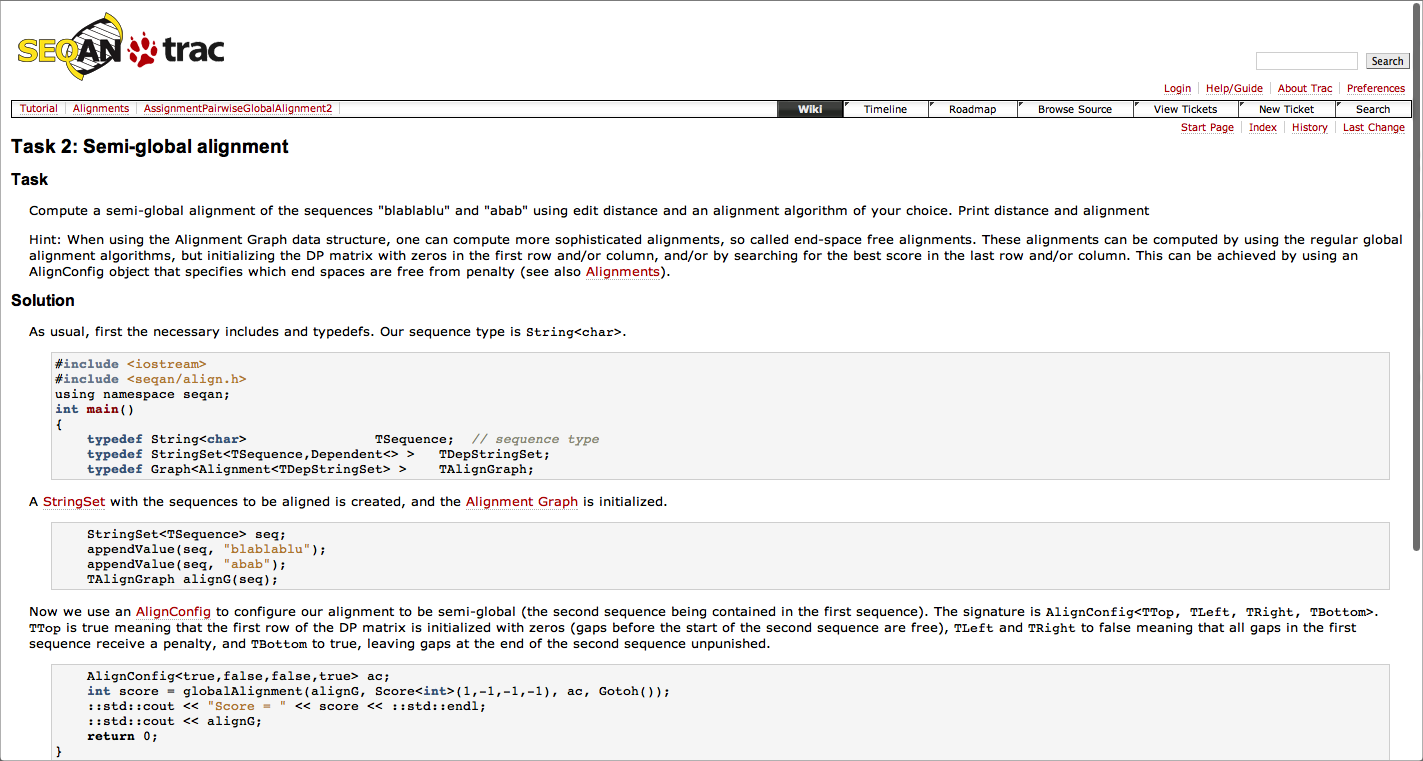 SEQAN trac
Search
Login Help/Guide About Trac Preferences
Tutorial Alignments AssignmentPairwiseGlobalAlignment2 Wiki Timeline Roadmap Browse Source View Tickets New Ticket Search
Start Page Index History Last Change
Task 2: Semi-global alignment
Task
Compute a semi-global alignment of the sequences "blablablu" and "abab" using edit distance and an alignment algorithm of your choice. Print distance and alignment
Hint: When using the Alignment Graph data structure, one can compute more sophisticated alignments, so called end-space free alignments. These alignments can be computed by using the regular global
alignment algorithms, but initializing the DP matrix with zeros in the first row and/or column, and/or by searching for the best score in the last row and/or column. This can be achieved by using an
AlignConfig object that specifies which end spaces are free from penalty (see also Alignments).
Solution
As usual, first the necessary includes and typedefs. Our sequence type is String<char>.
#include <iostream>
#include <seqan/align.h>
using namespace seqan;
int main()
{
typedef String<char> TSequence; // sequence type
typedef StringSet<TSequence,Dependent<> > TDepStringSet;
typedef Graph<Alignment<TDepStringSet> > TAlignGraph;
A StringSet with the sequences to be aligned is created, and the Alignment Graph is initialized.
StringSet<TSequence> seq;
appendValue(seq, "blablablu");
appendValue(seq, "abab");
TAlignGraph alignG(seq);
Now we use an AlignConfig to configure our alignment to be semi-global (the second sequence being contained in the first sequence). The signature is AlignConfig<TTop, TLeft, TRight, TBottom>.
TTop is true meaning that the first row of the DP matrix is initialized with zeros (gaps before the start of the second sequence are free), TLeft and TRight to false meaning that all gaps in the first
sequence receive a penalty, and TBottom to true, leaving gaps at the end of the second sequence unpunished.
AlignConfig<true,false,false,true> ac;
int score = globalAlignment(alignG, Score<int>(1,-1,-1,-1), ac, Gotoh());
::std::cout << "Score = " << score << ::std::endl;
::std::cout << alignG;
return 0;
}